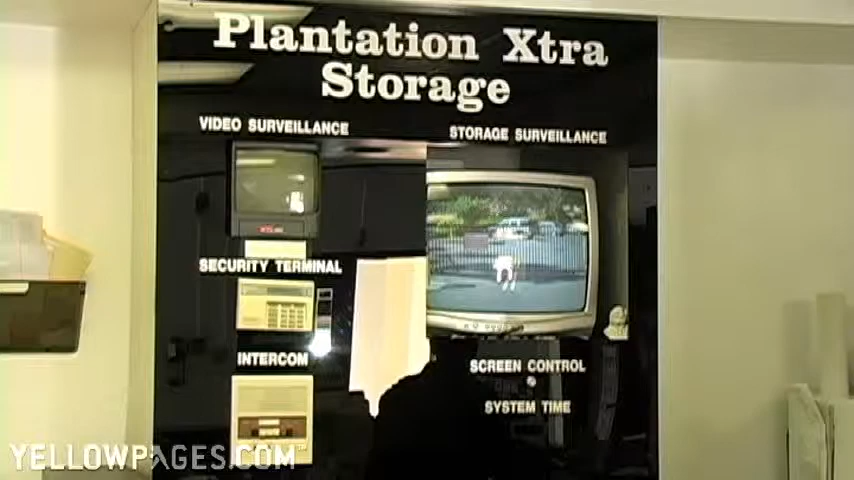 Plantation Xtra
Storage
VIDEO SURVEILLANCE
STORAGE SURVEILLANCE
SECURITY TERMINAL
INTERCOM
SCREEN CONTROL
SYSTEM TIME
YELLOWPAGES.COM